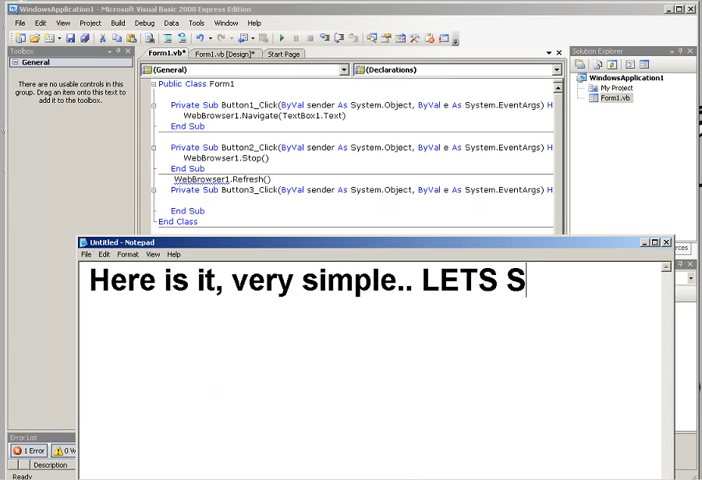 WindowsApplication1 - Microsoft Visual Basic 2008 Express Edition
File Edit View Project Build Debug Data Tools Window Help
Toolbox
General
There are no usable controls in this
group. Drag an item onto this text to
add it to the toolbox.
Form1.vb* Form1.vb [Design]* Start Page
(General) (Declarations)
Public Class Form1
Private Sub Button1_Click(ByVal sender As System.Object, ByVal e As System.EventArgs) H
WebBrowser1.Navigate(TextBox1.Text)
End Sub
Private Sub Button2_Click(ByVal sender As System.Object, ByVal e As System.EventArgs) H
WebBrowser1.Stop()
End Sub
WebBrowser1.Refresh()
Private Sub Button3_Click(ByVal sender As System.Object, ByVal e As System.EventArgs) H
End Sub
End Class
Solution Explorer
WindowsApplication1
My Project
Form1.vb
Untitled - Notepad
File Edit Format View Help
Here is it, very simple.. LETS S
Error List
1 Error 0 W
Description
Ready